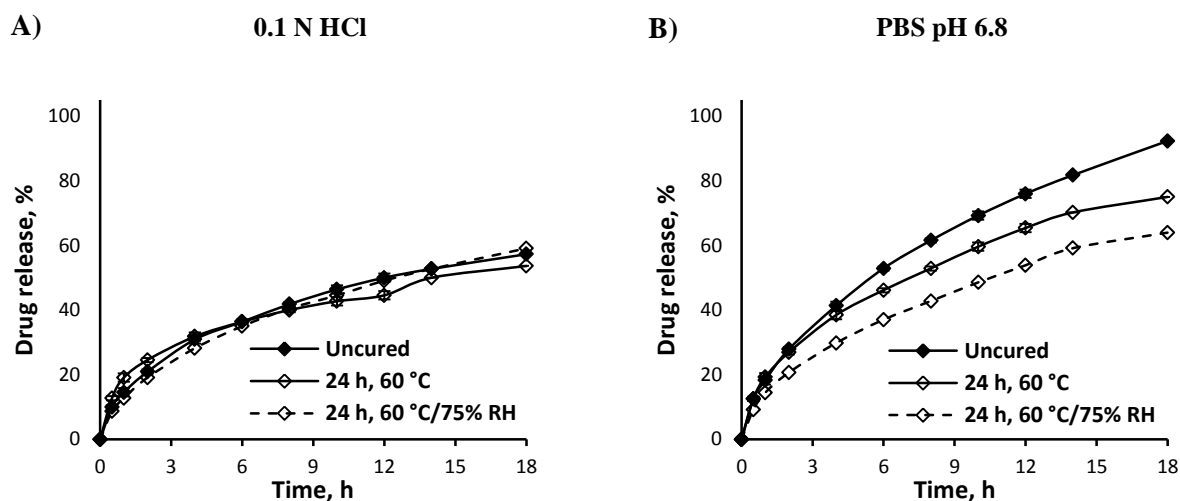 A) 0.1 N HCl
100
80
60
40
20
0
Drug release, %
Uncured
24 h, 60 °C
24 h, 60 °C/75% RH
0 3 6 9 12 15 18
Time, h
B) PBS pH 6.8
100
80
60
40
20
0
Drug release, %
Uncured
24 h, 60 °C
24 h, 60 °C/75% RH
0 3 6 9 12 15 18
Time, h